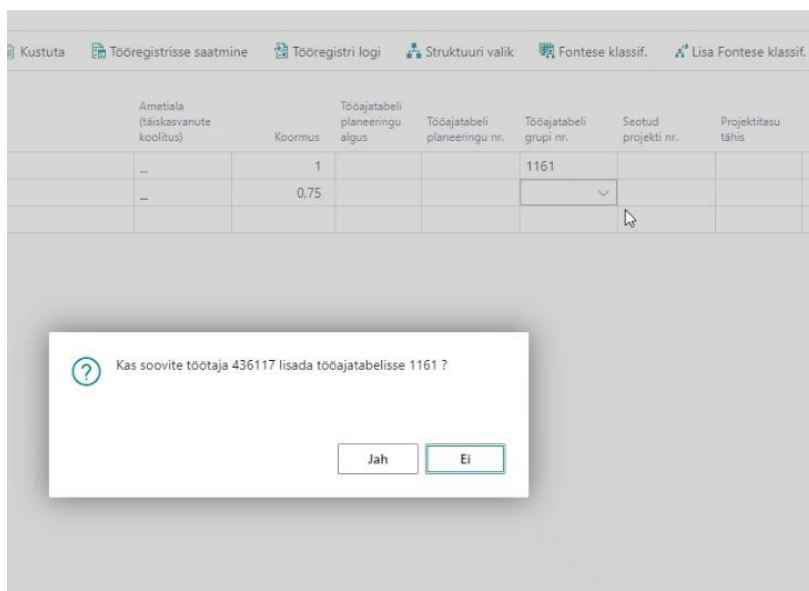 Kustuta Tööregistrisse saatmine Tööregistri logi Struktuuri valik Fontese klassif. Lisa Fontese klassif.
Ametiala (täiskasvanute koolitus) Koormus Tööajatabeli planeeringu algus Tööajatabeli planeeringu nr. Tööajatabeli grupi nr. Seotud projekti nr. Projektitasu tähis
_ 1 1161
_ 0,75
Kas soovite töötaja 436117 lisada tööajatabelisse 1161 ?
Jah Ei